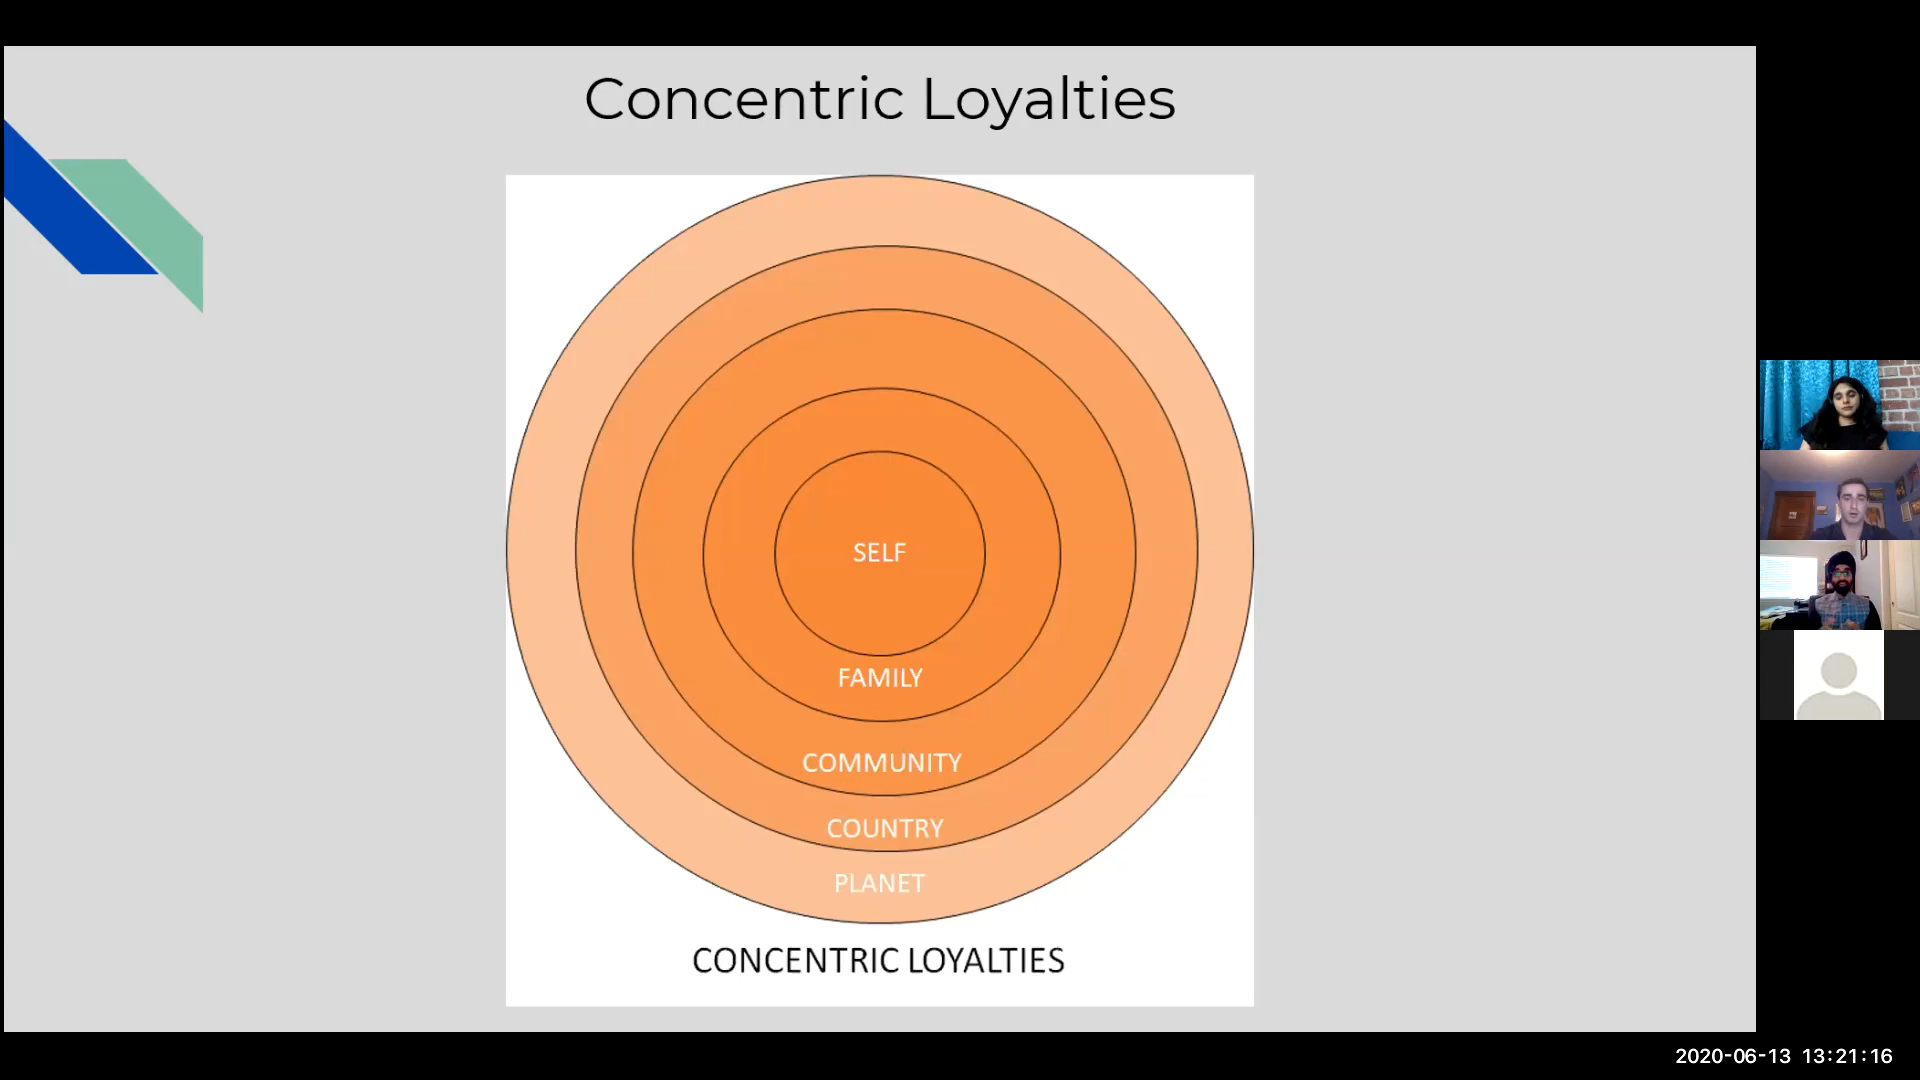 Concentric Loyalties
SELF
FAMILY
COMMUNITY
COUNTRY
PLANET
CONCENTRIC LOYALTIES
2020-06-13 13:21:16